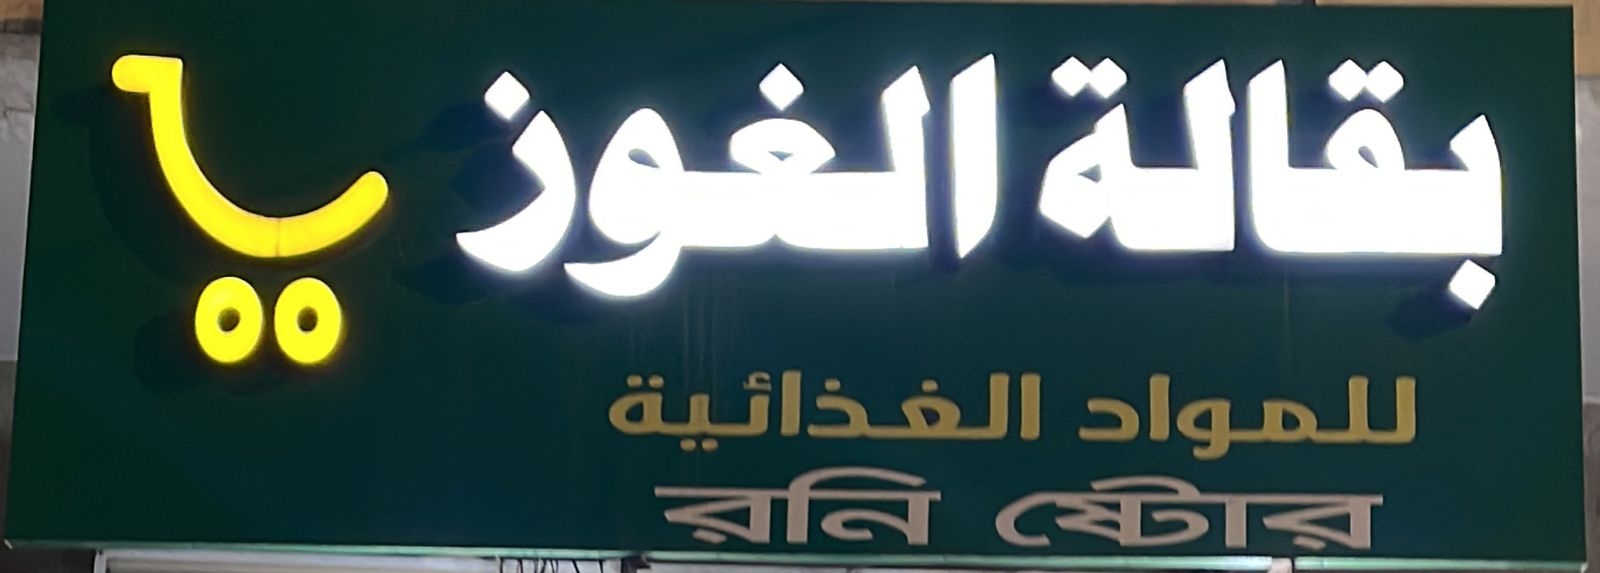 بقالة الغوز
للمواد الغذائية
রনি ষ্টোর